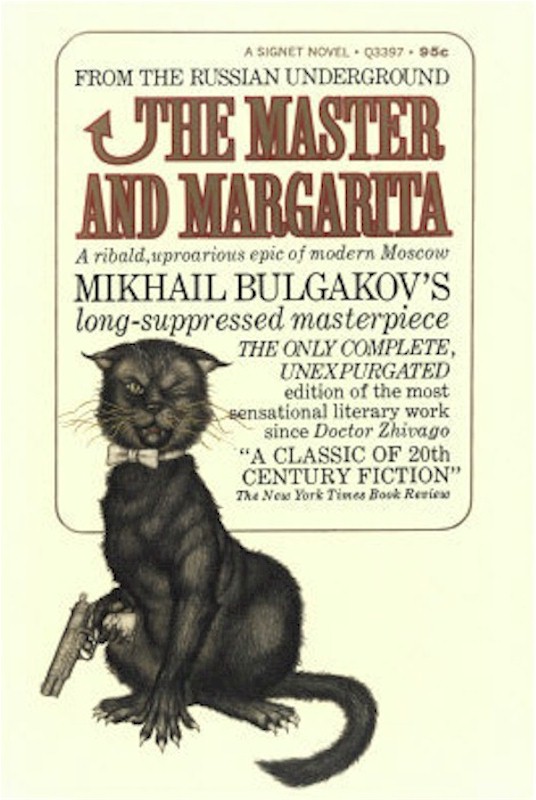 A SIGNET NOVEL • Q3397 • 95c
FROM THE RUSSIAN UNDERGROUND
THE MASTER
AND MARGARITA
A ribald, uproarious epic of modern Moscow
MIKHAIL BULGAKOV'S
long-suppressed masterpiece
THE ONLY COMPLETE,
UNEXPURGATED
edition of the most
sensational literary work
since Doctor Zhivago
“A CLASSIC OF 20th
CENTURY FICTION”
The New York Times Book Review